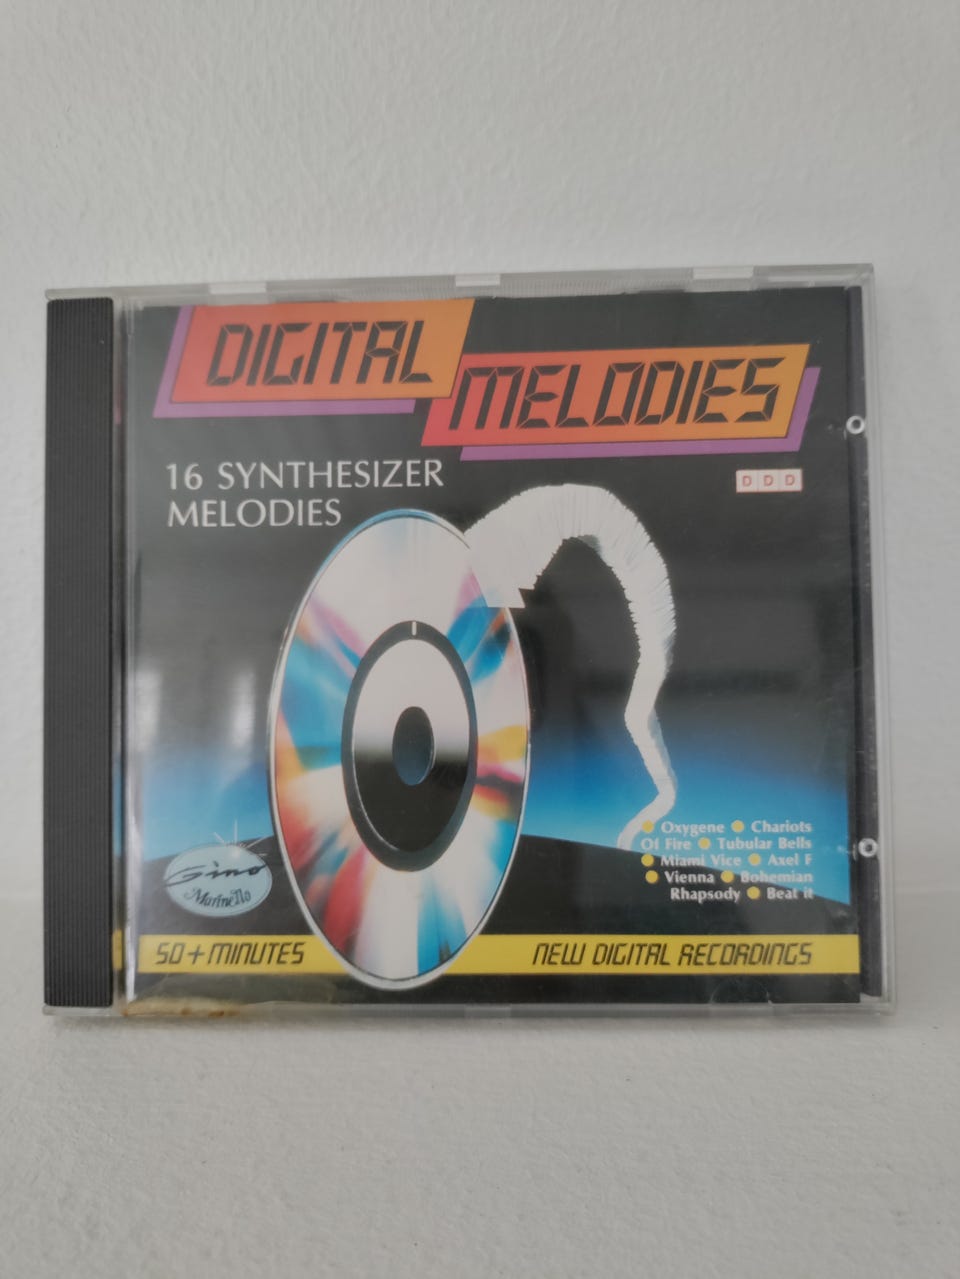 DIGITAL
MELODIES
16 SYNTHESIZER
MELODIES
DDD
● Oxygene ● Chariots
Of Fire ● Tubular Bells
● Miami Vice ● Axel F
● Vienna ● Bohemian
Rhapsody ● Beat it
Gino
Marinello
50+ MINUTES
NEW DIGITAL RECORDINGS